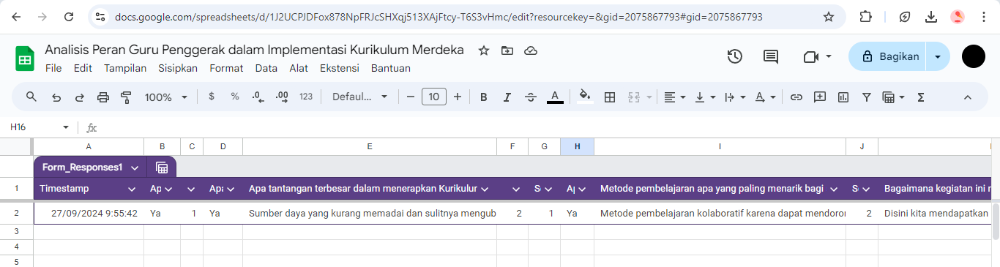 docs.google.com/spreadsheets/d/1J2UCPJDFox878NpFRJcSHXqj513XAjFtcy-T6S3vHmc/edit?resourcekey=&gid=2075867793#gid=2075867793
Analisis Peran Guru Penggerak dalam Implementasi Kurikulum Merdeka
File Edit Tampilan Sisipkan Format Data Alat Ekstensi Bantuan
Bagikan
100% $ % .0 .00 123 Defaul... 10 B I A A Σ
H16 fx
A B C D E F G H I J
Form_Responses1
1 Timestamp Ap Apa Apa tantangan terbesar dalam menerapkan Kurikulur Metode pembelajaran apa yang paling menarik bagi Bagaimana kegiatan ini
2 27/09/2024 9:55:42 Ya 1 Ya Sumber daya yang kurang memadai dan sulitnya mengub 2 1 Ya Metode pembelajaran kolaboratif karena dapat mendoror 2 Disini kita mendapatkan
3
4
5